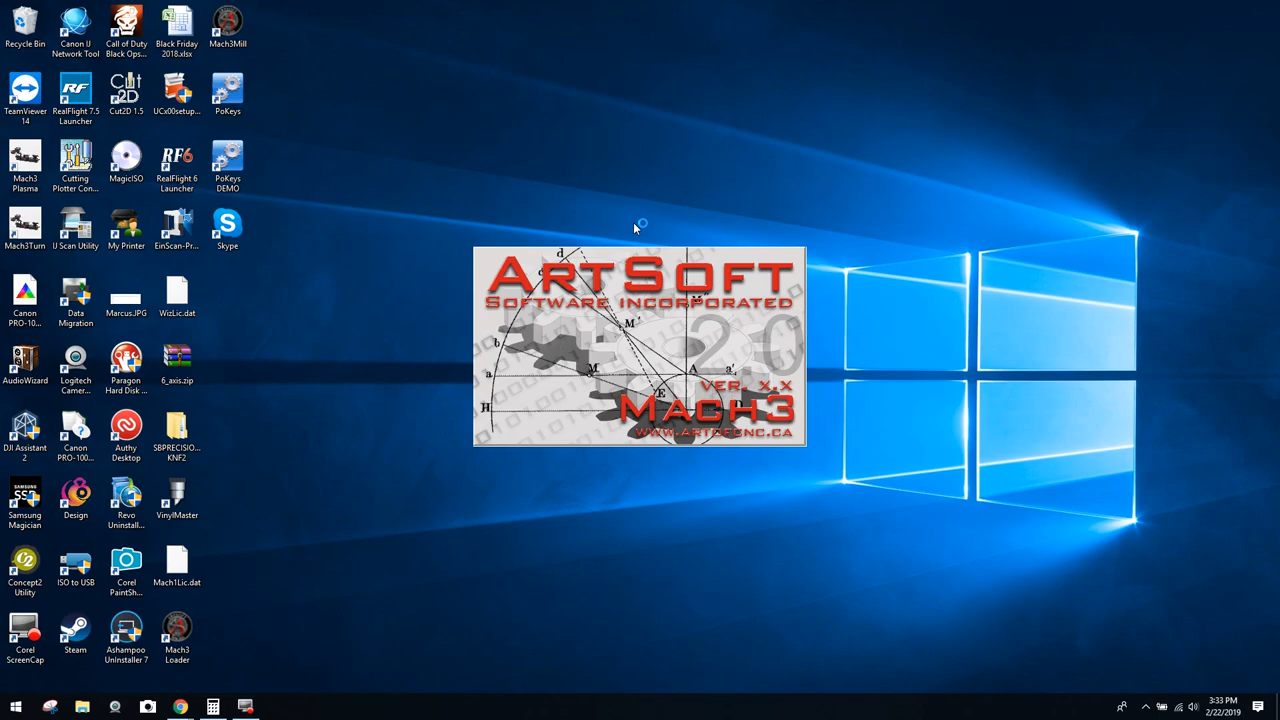 Recycle Bin
Canon IJ
Network Tool
Call of Duty
Black Ops...
Black Friday
2018.xlsx
Mach3Mill
TeamViewer
14
RealFlight 7.5
Launcher
Cut2D 1.5
UCx00setup...
PoKeys
Mach3
Plasma
Cutting
Plotter Con...
MagicISO
RealFlight 6
Launcher
PoKeys
DEMO
Mach3Turn
IJ Scan Utility
My Printer
EinScan-Pr...
Skype
Canon
PRO-10...
Data
Migration
Marcus.JPG
WizLic.dat
AudioWizard
Logitech
Camer...
Paragon
Hard Disk ...
6_axis.zip
DJI Assistant
2
Canon
PRO-100...
Authy
Desktop
SBPRECISIO...
KNF2
Samsung
Magician
Design
Revo
Uninstall...
VinylMaster
Concept2
Utility
ISO to USB
Corel
PaintSh...
Mach1Lic.dat
Corel
ScreenCap
Steam
Ashampoo
UnInstaller 7
Mach3
Loader
ARTSOFT
SOFTWARE INCORPORATED
2.0
VER. X.X
MACH3
WWW.ARTOFCNC.CA
3:33 PM
2/22/2019